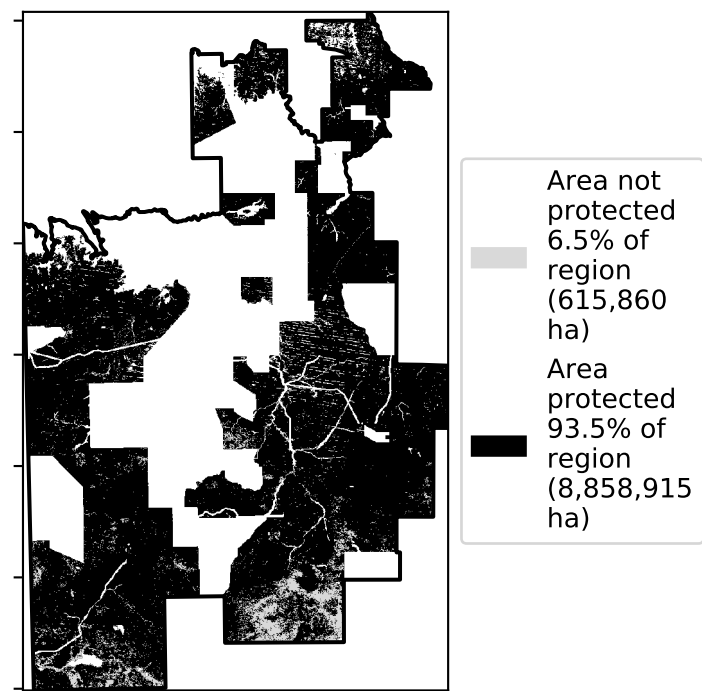 Area not
protected
6.5% of
region
(615,860
ha)
Area
protected
93.5% of
region
(8,858,915
ha)